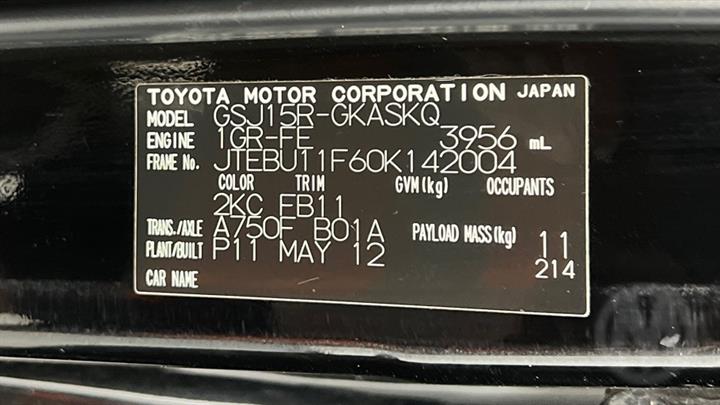 TOYOTA MOTOR CORPORATION JAPAN
MODEL GSJ15R-GKASKQ
ENGINE 1GR-FE 3956 mL
FRAME No. JTEBU11F60K142004
COLOR TRIM GVM(kg) OCCUPANTS
2KC FB11
TRANS./AXLE A750F B01A PAYLOAD MASS(kg)
PLANT/BUILT P11 MAY 12 11
CAR NAME 214